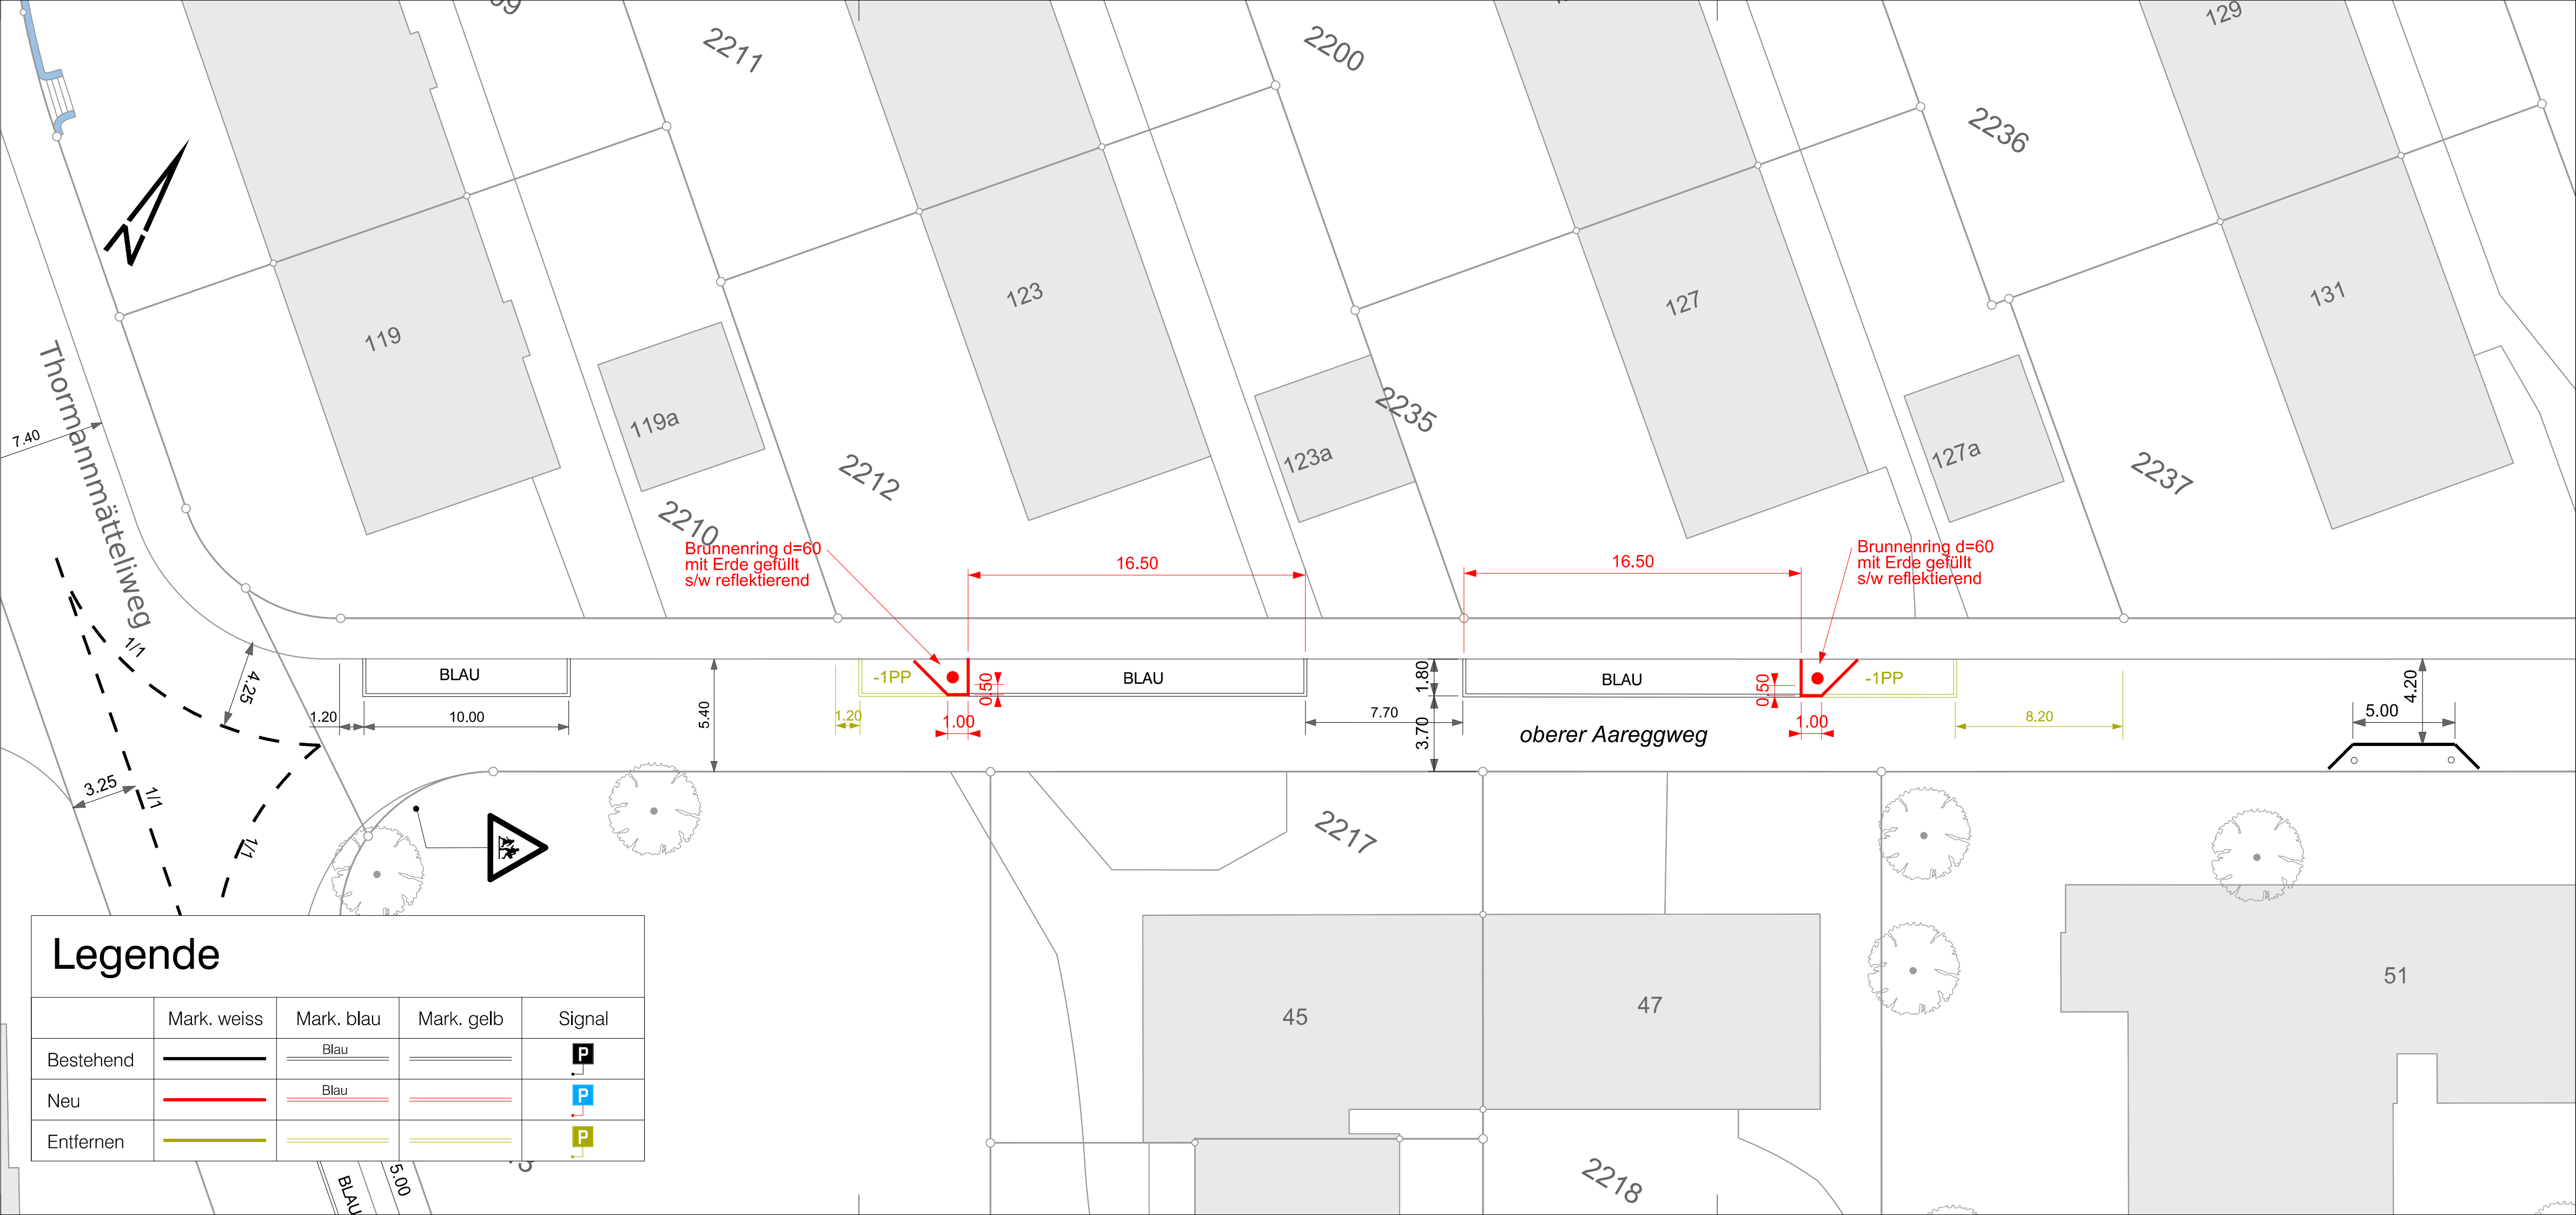 2211
2200
129
2236
N
119
123
127
131
Thormannmätteliweg
7.40
119a
2235
123a
127a
2212
2237
2210
Brunnenring d=60
mit Erde gefüllt
s/w reflektierend
16.50
16.50
Brunnenring d=60
mit Erde gefüllt
s/w reflektierend
1/1
4.25
BLAU
-1PP
0.50
BLAU
1.80
BLAU
0.50
-1PP
4.20
1.20
10.00
5.40
1.20
1.00
7.70
3.70
oberer Aareggweg
1.00
8.20
5.00
3.25
1/1
1/1
2217
45
47
51
Legende
Mark. weiss
Mark. blau
Mark. gelb
Signal
Bestehend
Blau
P
Neu
Blau
P
Entfernen
P
BLAU
5.00
2218